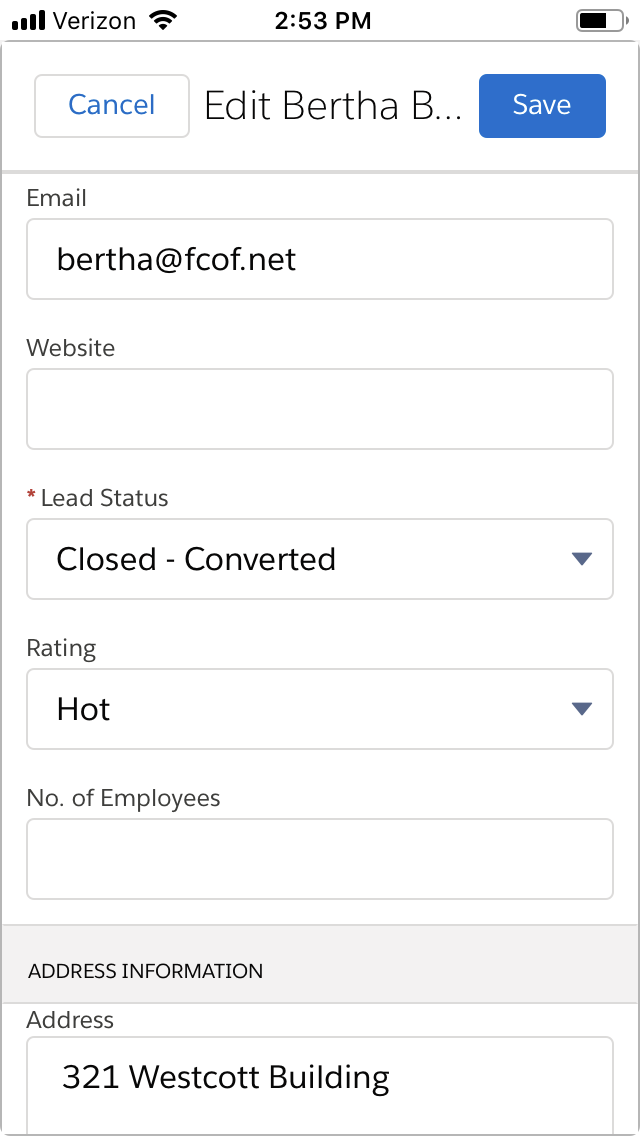 Verizon 2:53 PM
Cancel Edit Bertha B... Save
Email
bertha@fcof.net
Website
* Lead Status
Closed - Converted
Rating
Hot
No. of Employees
ADDRESS INFORMATION
Address
321 Westcott Building